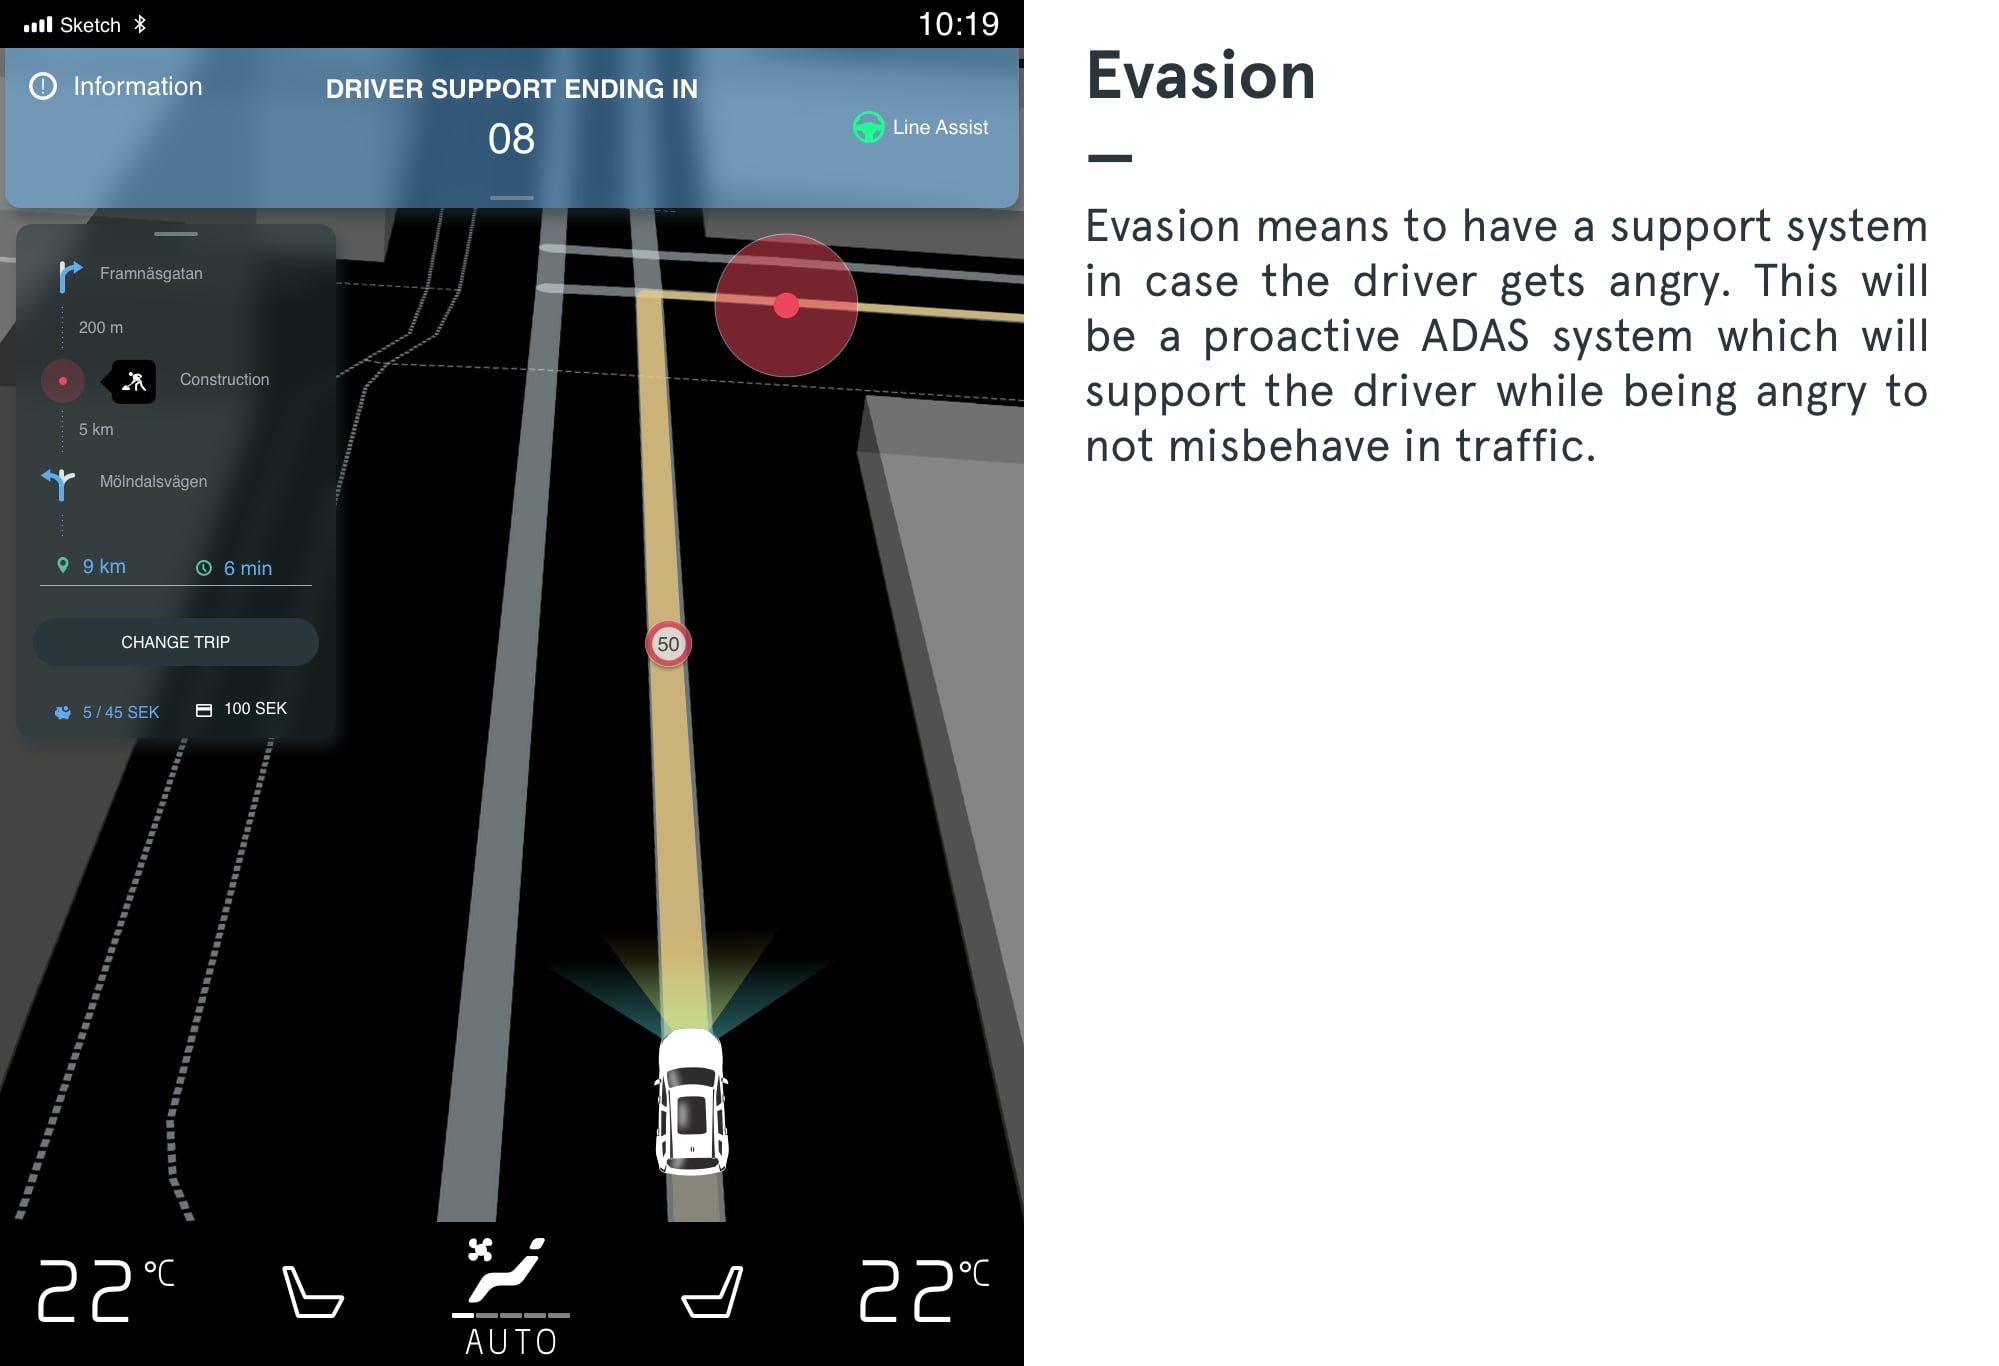 Sketch
10:19
Information
DRIVER SUPPORT ENDING IN
08
Line Assist
Framnäsgatan
200 m
Construction
5 km
Mölndalsvägen
9 km
6 min
CHANGE TRIP
5 / 45 SEK
100 SEK
50
22°C
AUTO
22°C
Evasion
Evasion means to have a support system
in case the driver gets angry. This will
be a proactive ADAS system which will
support the driver while being angry to
not misbehave in traffic.